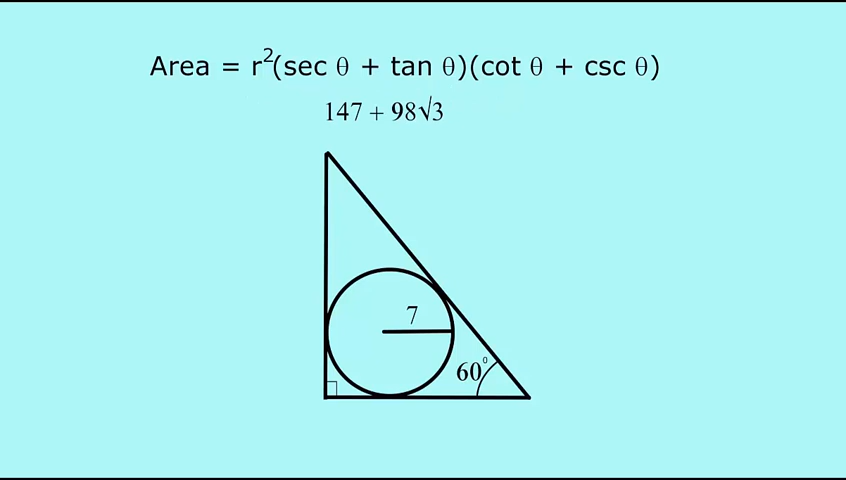 Area = r²(sec θ + tan θ)(cot θ + csc θ)
147 + 98√3
7
60°